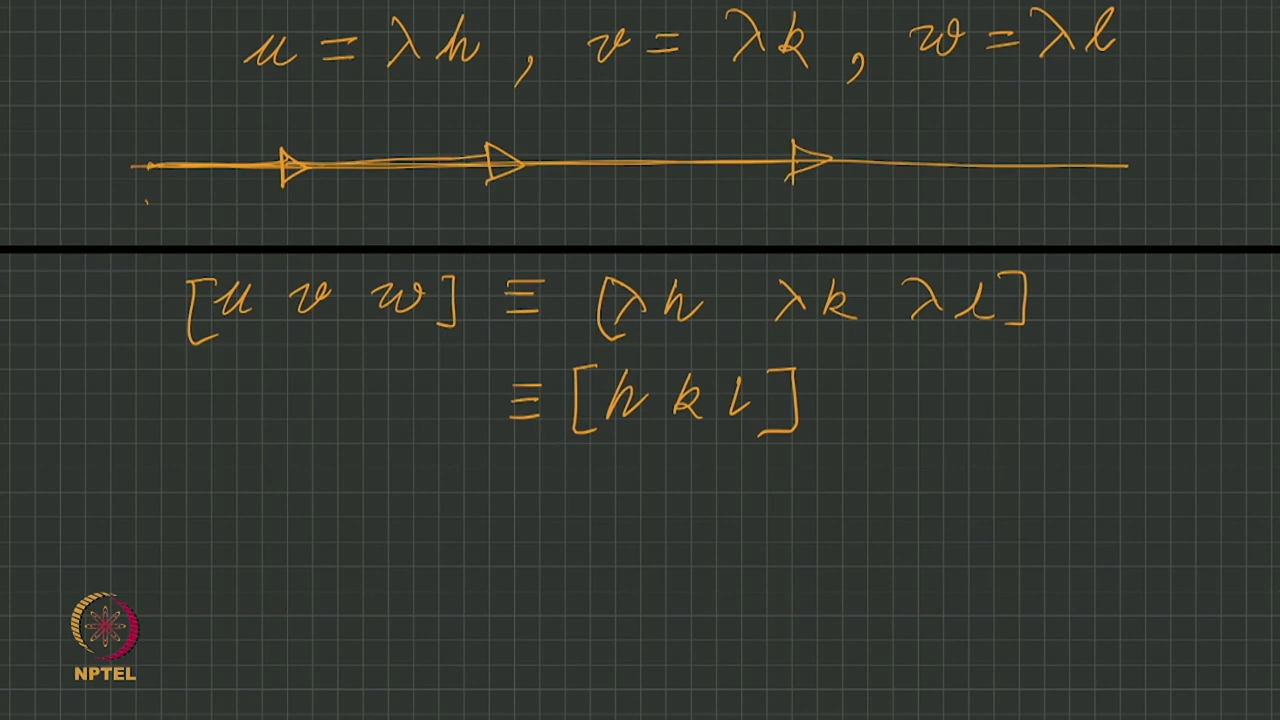 u = λh , v = λk , w = λl
[u v w] ≡ [λh λk λl]
≡ [h k l]
NPTEL